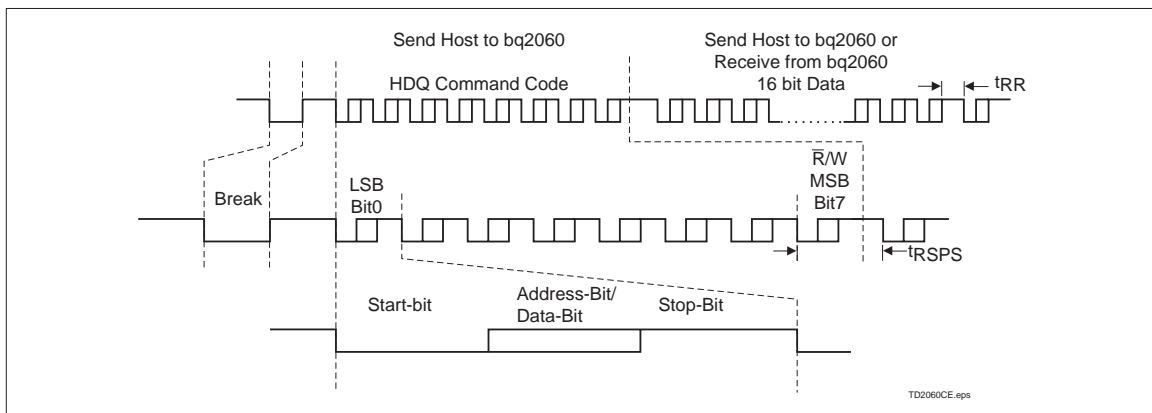 Send Host to bq2060
Send Host to bq2060 or
Receive from bq2060
16 bit Data
HDQ Command Code
tRR
R̅/W
MSB
Bit7
LSB
Bit0
Break
tRSPS
Start-bit
Address-Bit/
Data-Bit
Stop-Bit
TD2060CE.eps